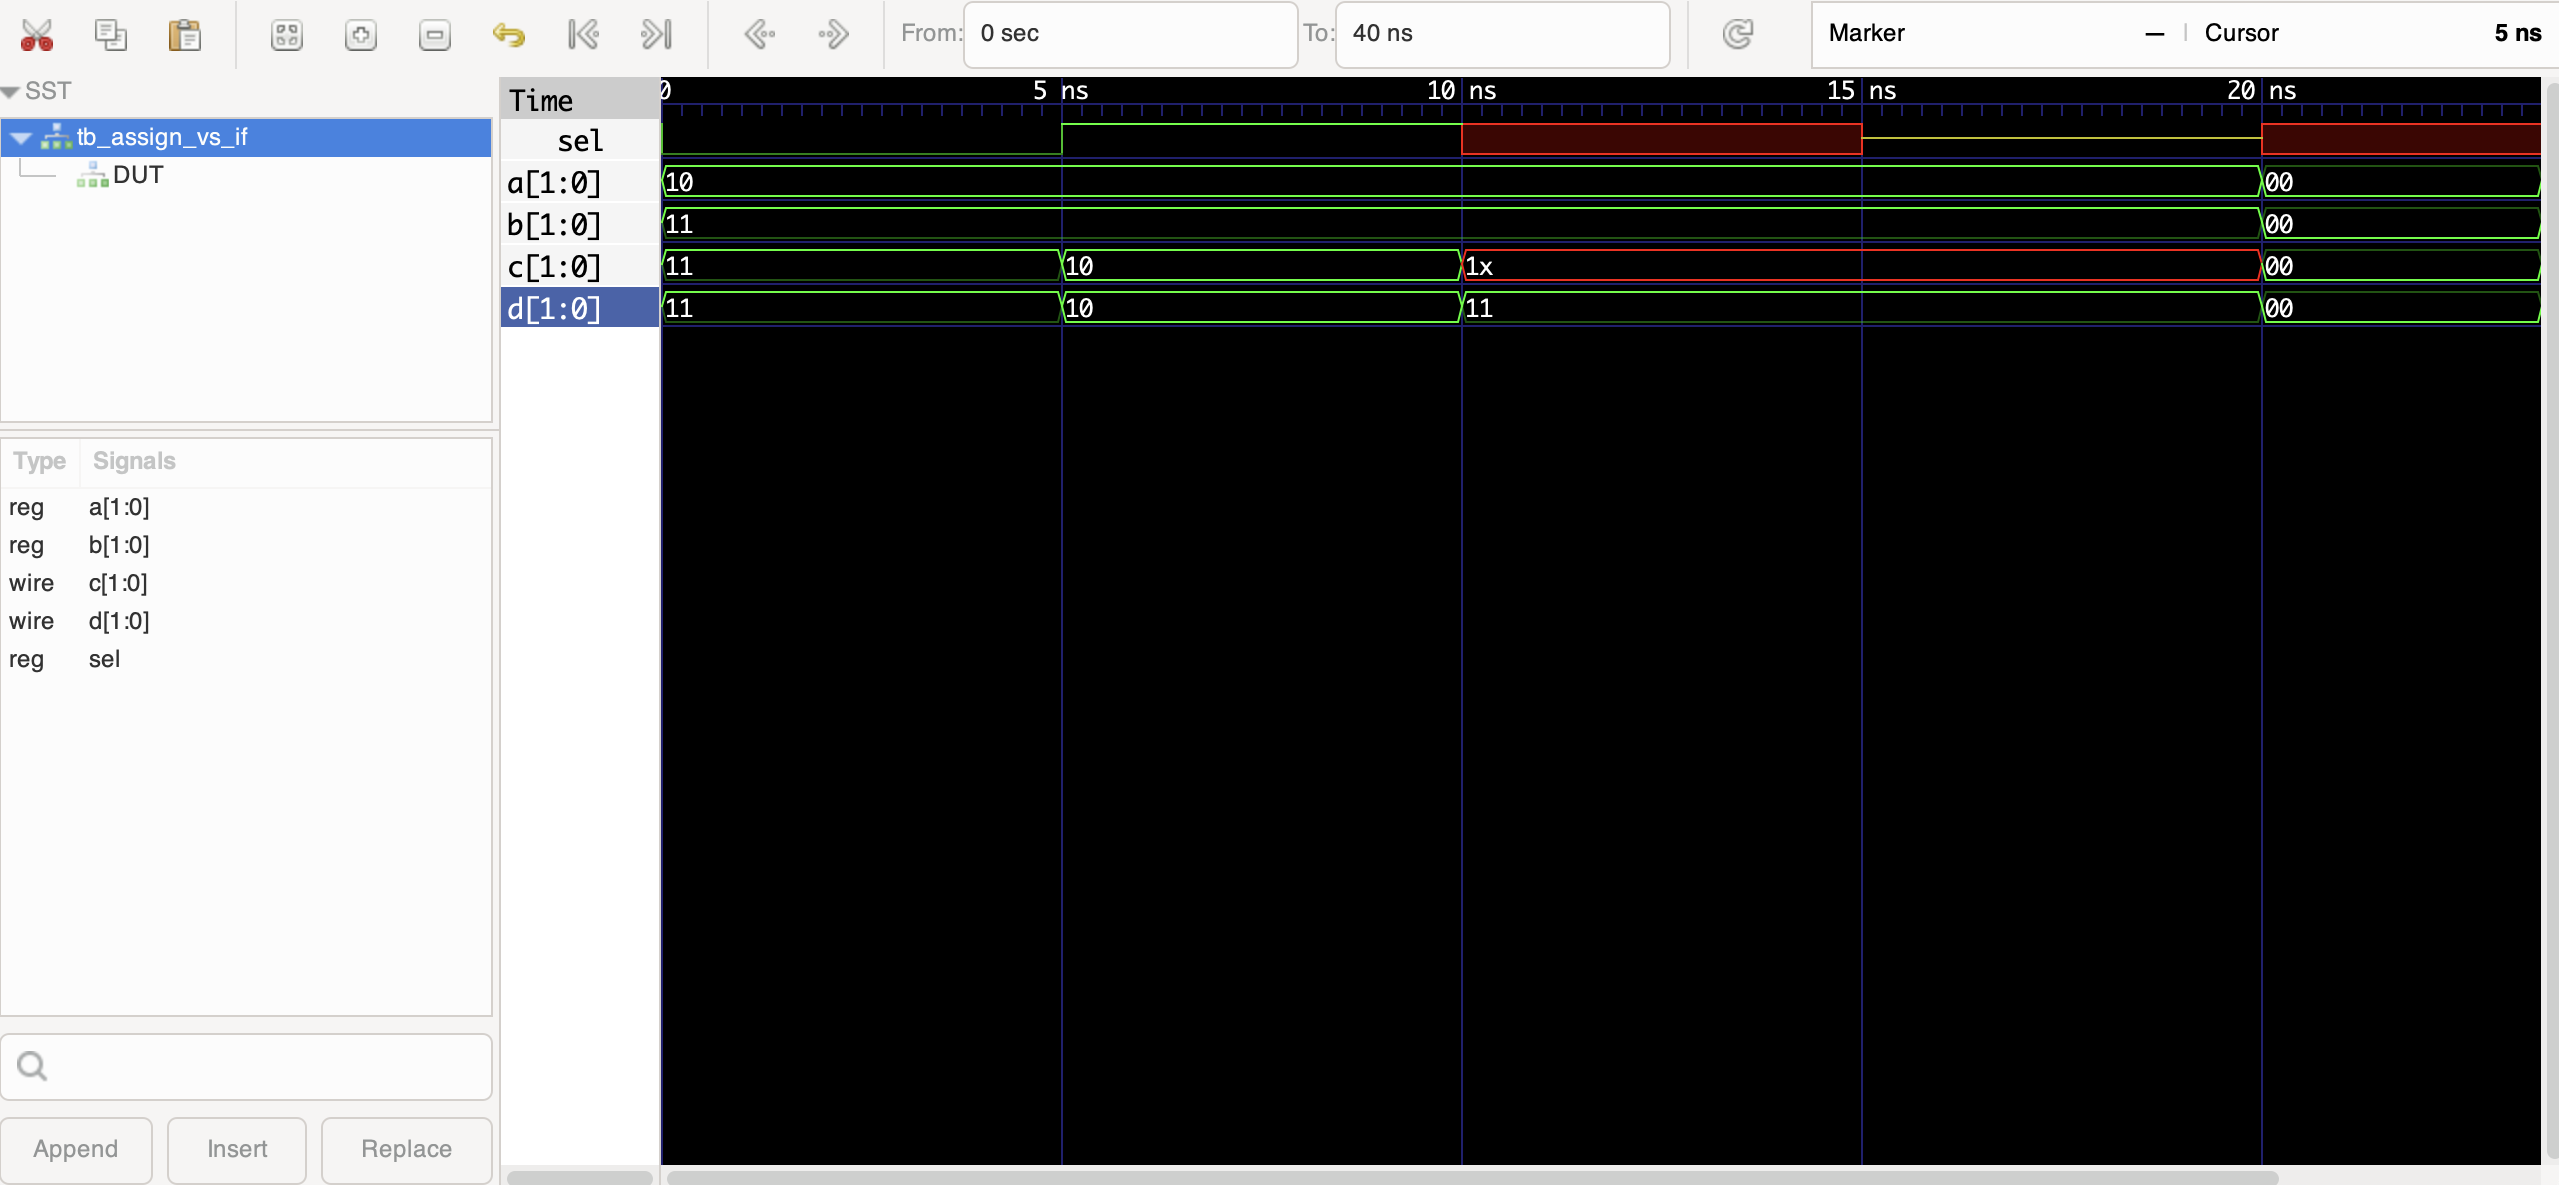 From: 0 sec To: 40 ns Marker — | Cursor 5 ns
SST
tb_assign_vs_if
DUT
Type Signals
reg a[1:0]
reg b[1:0]
wire c[1:0]
wire d[1:0]
reg sel
Append Insert Replace
Time 0 5 ns 10 ns 15 ns 20 ns
sel
a[1:0] 10 00
b[1:0] 11 00
c[1:0] 11 10 1x 00
d[1:0] 11 10 11 00